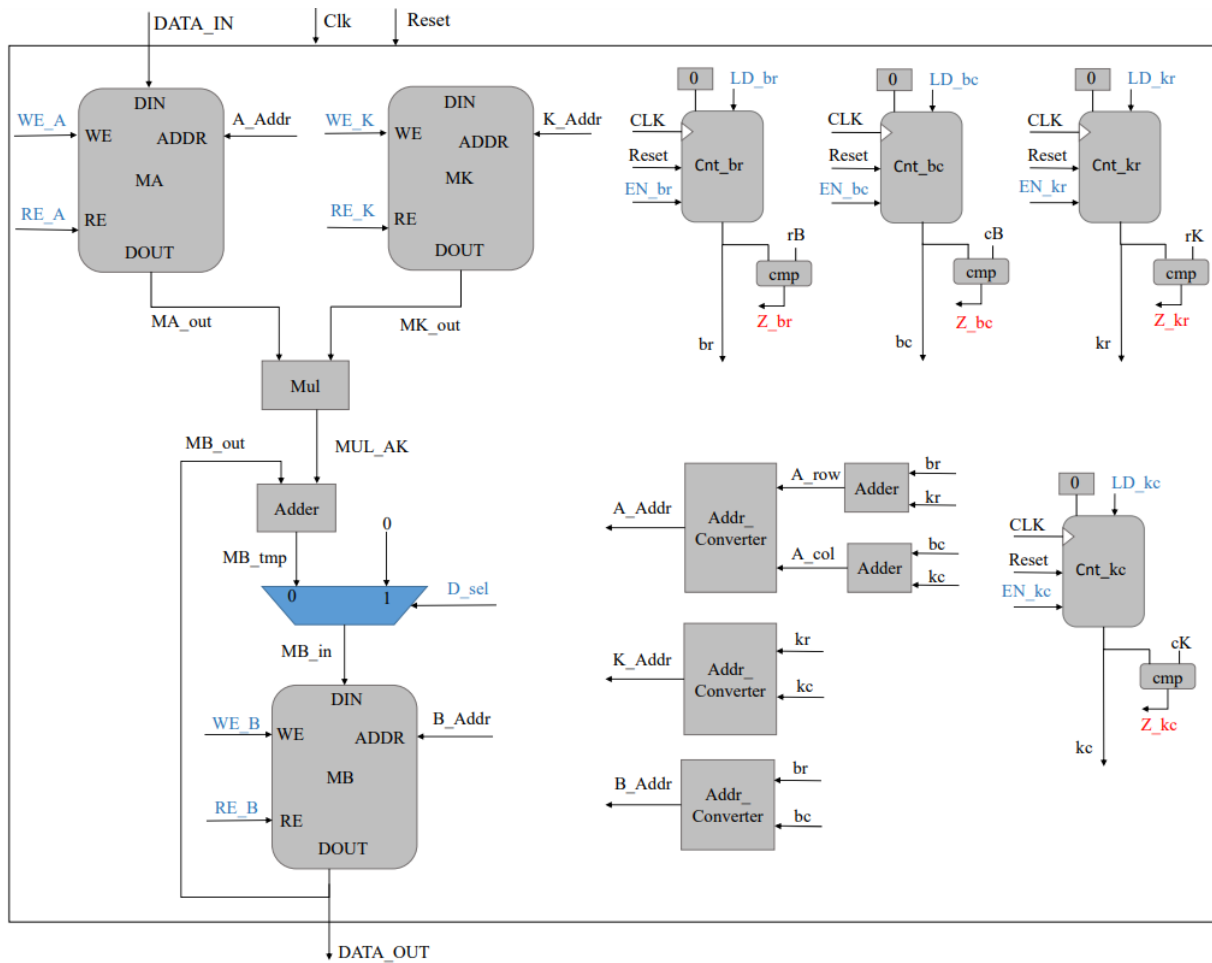 DATA_IN
Clk
Reset
DIN
WE_A
WE
A_Addr
ADDR
MA
RE_A
RE
DOUT
MA_out
DIN
WE_K
WE
K_Addr
ADDR
MK
RE_K
RE
DOUT
MK_out
Mul
MB_out
MUL_AK
Adder
0
MB_tmp
0
1
D_sel
MB_in
DIN
WE_B
WE
B_Addr
ADDR
MB
RE_B
RE
DOUT
DATA_OUT
0
LD_br
CLK
Reset
Cnt_br
EN_br
rB
cmp
Z_br
br
0
LD_bc
CLK
Reset
Cnt_bc
EN_bc
cB
cmp
Z_bc
bc
0
LD_kr
CLK
Reset
Cnt_kr
EN_kr
rK
cmp
Z_kr
kr
A_Addr
Addr_
Converter
A_row
Adder
br
kr
A_col
Adder
bc
kc
K_Addr
Addr_
Converter
kr
kc
B_Addr
Addr_
Converter
br
bc
0
LD_kc
CLK
Reset
Cnt_kc
EN_kc
cK
cmp
Z_kc
kc